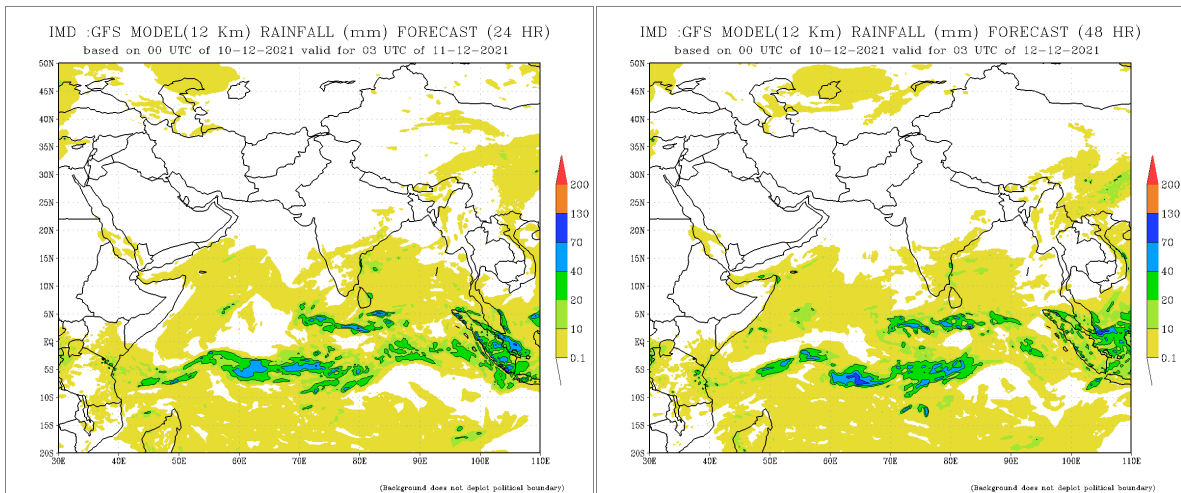 IMD :GFS MODEL(12 Km) RAINFALL (mm) FORECAST (24 HR)
based on 00 UTC of 10-12-2021 valid for 03 UTC of 11-12-2021
50N
45N
40N
35N
30N
25N
20N
15N
10N
5N
EQ
5S
10S
15S
20S
30E 40E 50E 60E 70E 80E 90E 100E 110E
200
130
70
40
20
10
0.1
(Background does not depict political boundary)
IMD :GFS MODEL(12 Km) RAINFALL (mm) FORECAST (48 HR)
based on 00 UTC of 10-12-2021 valid for 03 UTC of 12-12-2021
50N
45N
40N
35N
30N
25N
20N
15N
10N
5N
EQ
5S
10S
15S
20S
30E 40E 50E 60E 70E 80E 90E 100E 110E
200
130
70
40
20
10
0.1
(Background does not depict political boundary)